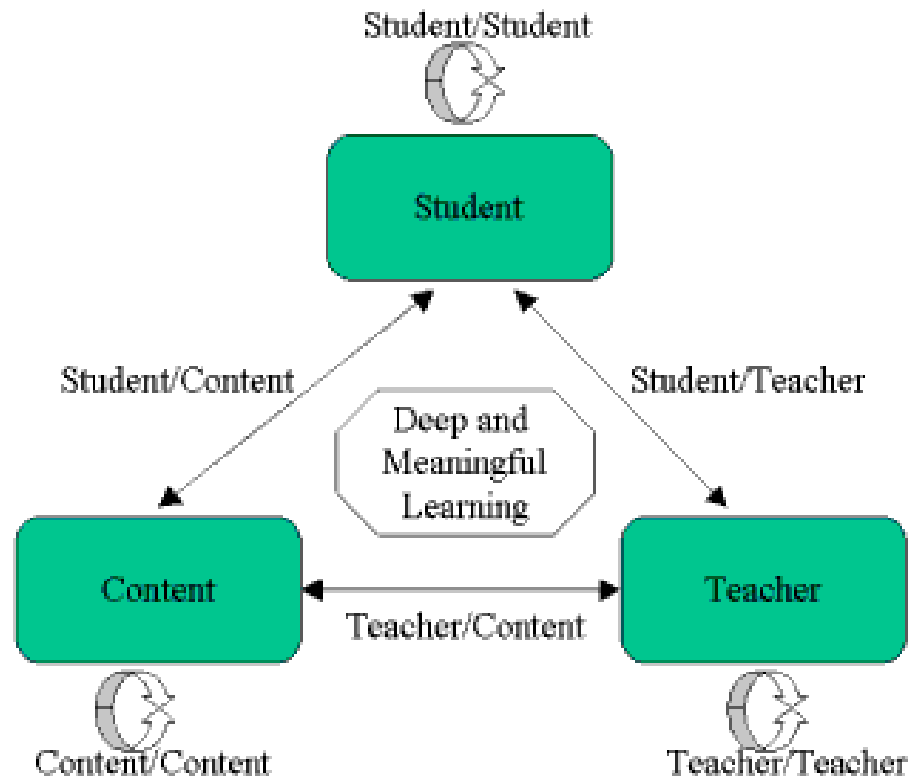 Student/Student
Student
Student/Content
Student/Teacher
Deep and
Meaningful
Learning
Content
Teacher
Teacher/Content
Content/Content
Teacher/Teacher